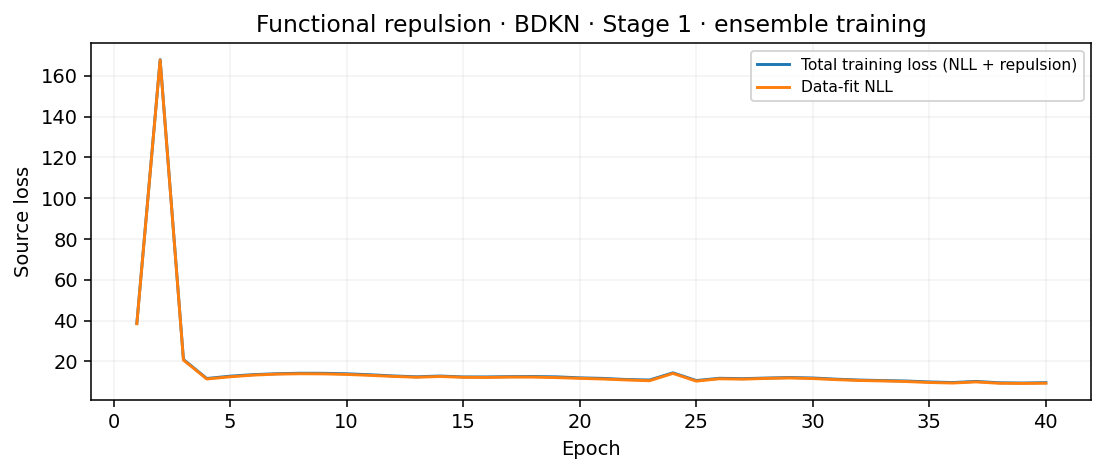 Functional repulsion · BDKN · Stage 1 · ensemble training
Total training loss (NLL + repulsion)
Data-fit NLL
Source loss
160
140
120
100
80
60
40
20
0 5 10 15 20 25 30 35 40
Epoch